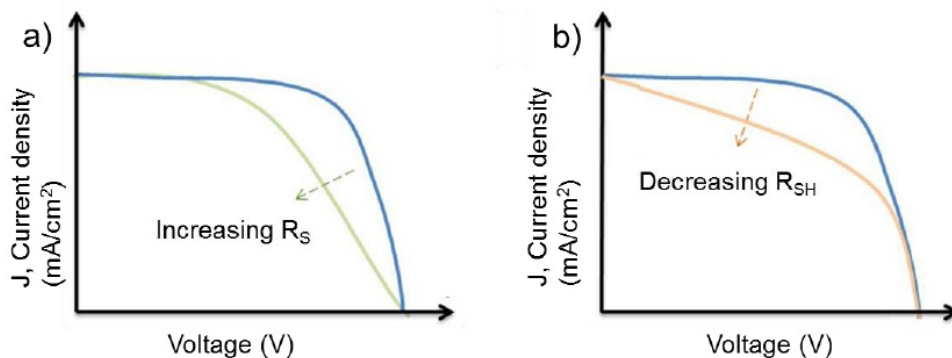 a)
J, Current density
(mA/cm²)
Increasing R_S
Voltage (V)
b)
J, Current density
(mA/cm²)
Decreasing R_SH
Voltage (V)